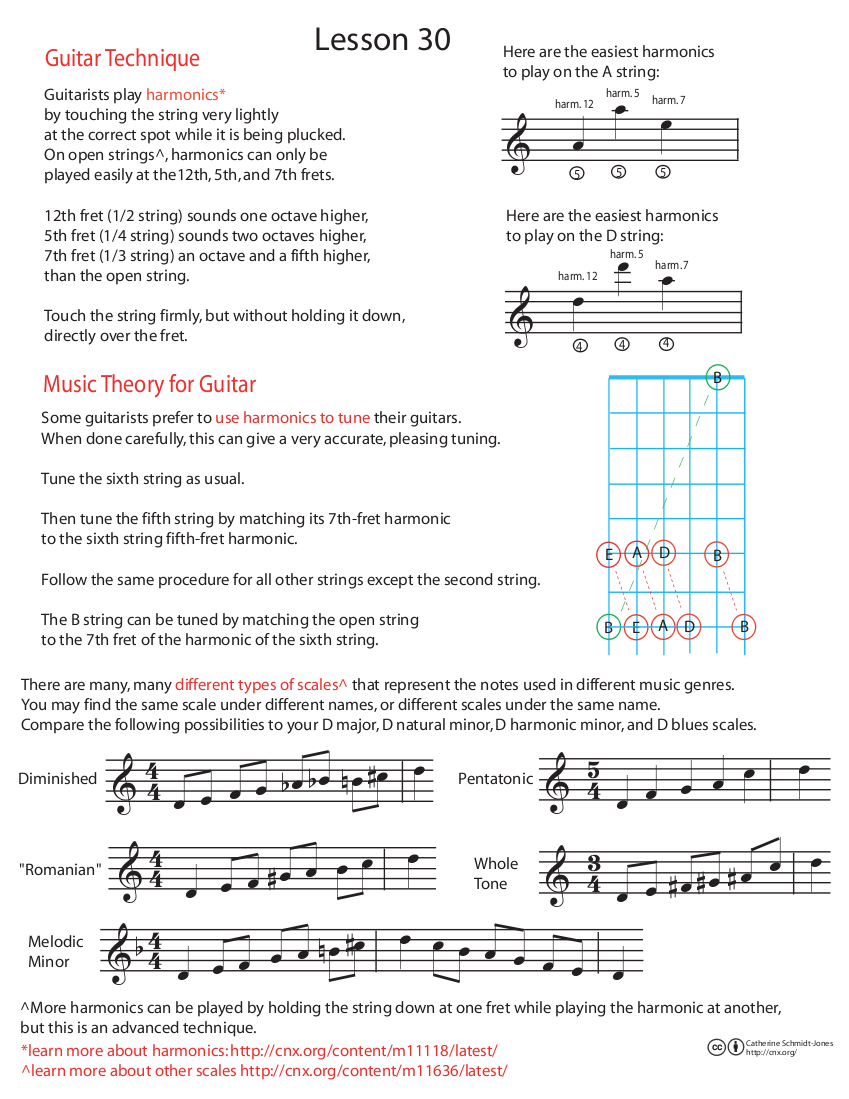 Lesson 30
Guitar Technique
Guitarists play harmonics*
by touching the string very lightly
at the correct spot while it is being plucked.
On open strings^, harmonics can only be
played easily at the12th, 5th, and 7th frets.
12th fret (1/2 string) sounds one octave higher,
5th fret (1/4 string) sounds two octaves higher,
7th fret (1/3 string) an octave and a fifth higher,
than the open string.
Touch the string firmly, but without holding it down,
directly over the fret.
Here are the easiest harmonics
to play on the A string:
harm. 12
harm. 5
harm. 7
5 5 5
Here are the easiest harmonics
to play on the D string:
harm. 12
harm. 5
harm.7
4 4 4
Music Theory for Guitar
Some guitarists prefer to use harmonics to tune their guitars.
When done carefully, this can give a very accurate, pleasing tuning.
Tune the sixth string as usual.
Then tune the fifth string by matching its 7th-fret harmonic
to the sixth string fifth-fret harmonic.
Follow the same procedure for all other strings except the second string.
The B string can be tuned by matching the open string
to the 7th fret of the harmonic of the sixth string.
B
E A D B
B E A D B
There are many, many different types of scales^ that represent the notes used in different music genres.
You may find the same scale under different names, or different scales under the same name.
Compare the following possibilities to your D major, D natural minor, D harmonic minor, and D blues scales.
Diminished
4
4
Pentatonic
5
4
"Romanian"
4
4
Whole
Tone
3
4
Melodic
Minor
4
4
^More harmonics can be played by holding the string down at one fret while playing the harmonic at another,
but this is an advanced technique.
*learn more about harmonics: http://cnx.org/content/m11118/latest/
^learn more about other scales http://cnx.org/content/m11636/latest/
cc
Catherine Schmidt-Jones
http://cnx.org/